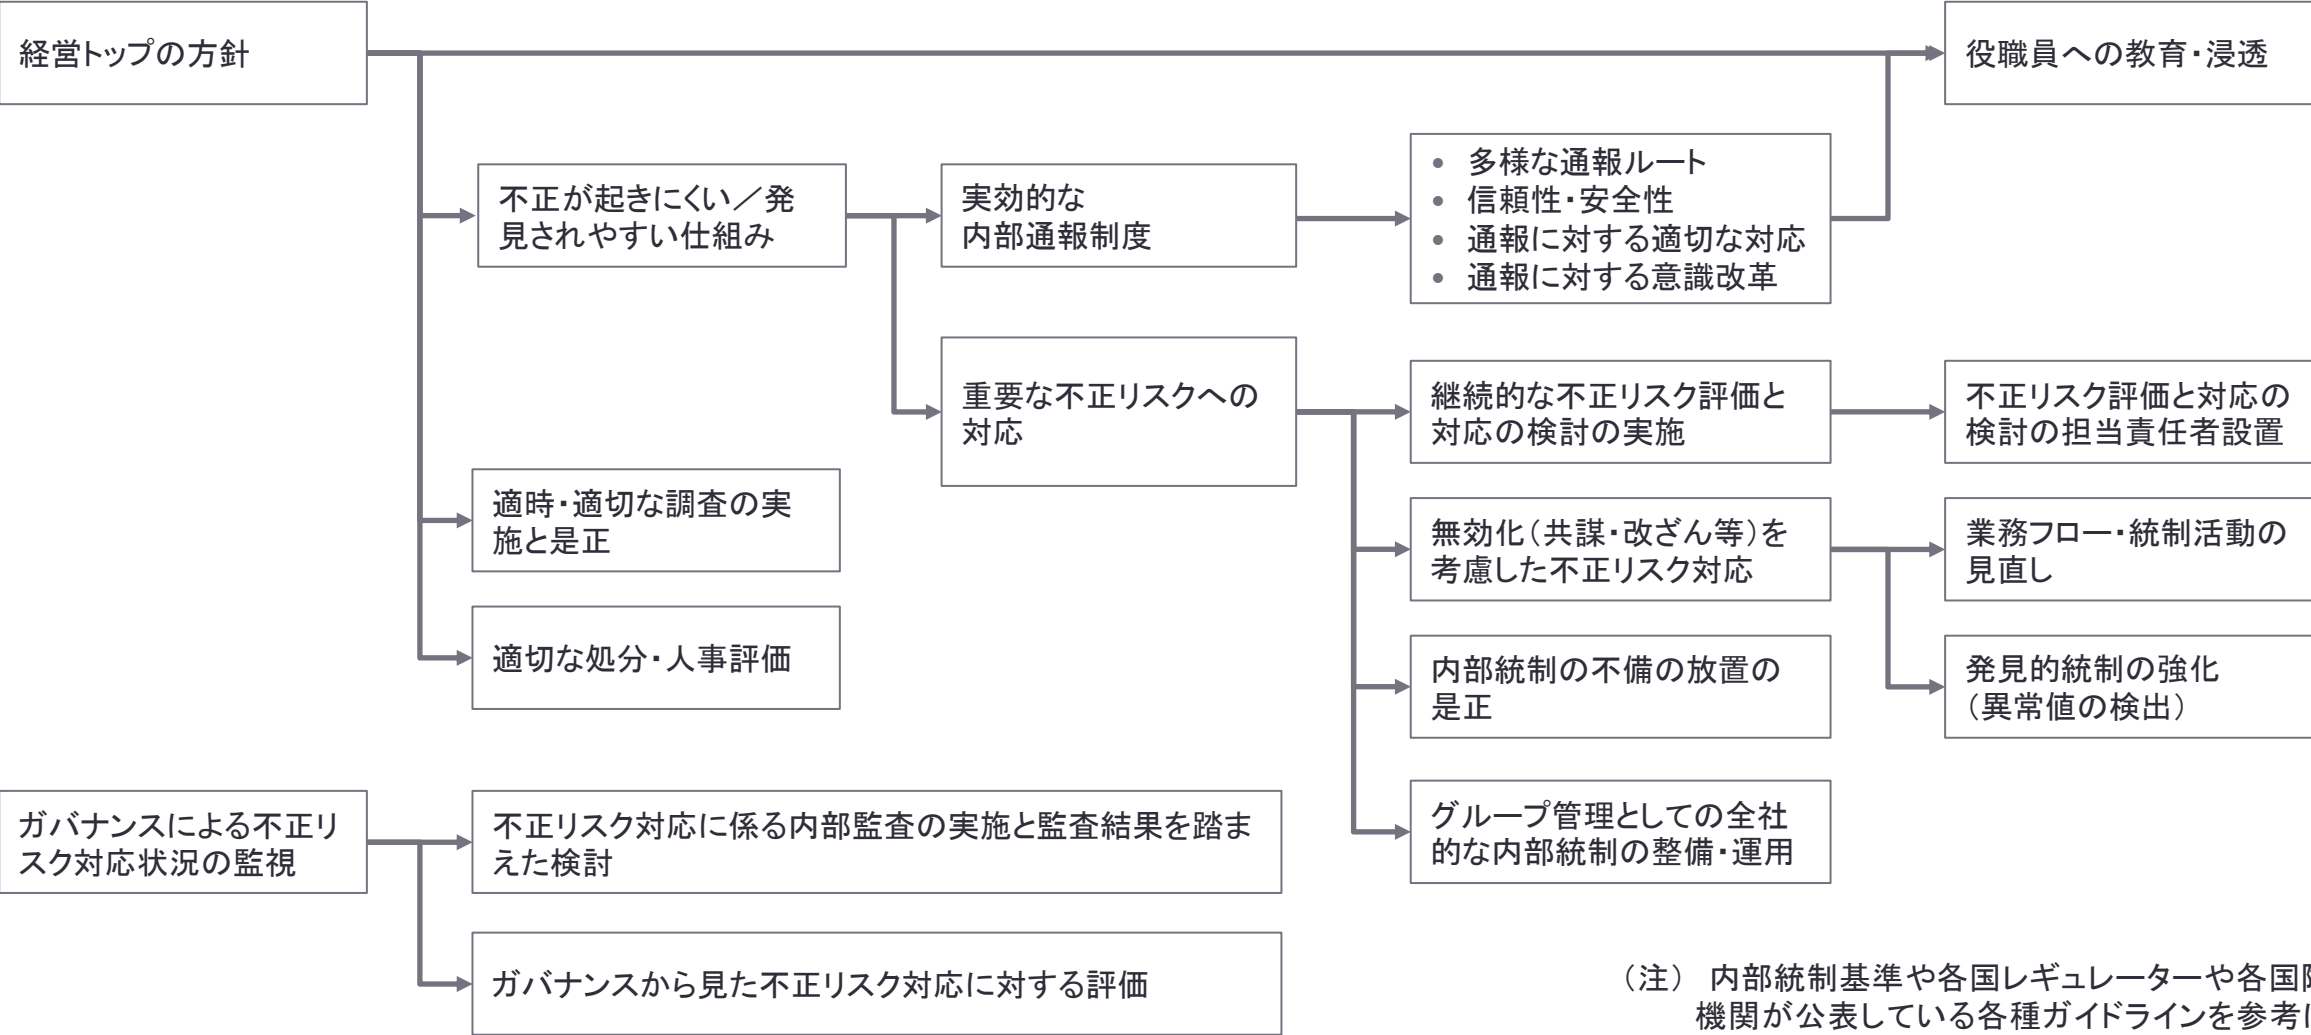 経営トップの方針
役職員への教育・浸透
不正が起きにくい／発
見されやすい仕組み
実効的な
内部通報制度
• 多様な通報ルート
• 信頼性・安全性
• 通報に対する適切な対応
• 通報に対する意識改革
重要な不正リスクへの
対応
継続的な不正リスク評価と
対応の検討の実施
不正リスク評価と対応の
検討の担当責任者設置
適時・適切な調査の実
施と是正
無効化（共謀・改ざん等）を
考慮した不正リスク対応
業務フロー・統制活動の
見直し
適切な処分・人事評価
内部統制の不備の放置の
是正
発見的統制の強化
（異常値の検出）
ガバナンスによる不正リ
スク対応状況の監視
不正リスク対応に係る内部監査の実施と監査結果を踏ま
えた検討
グループ管理としての全社
的な内部統制の整備・運用
ガバナンスから見た不正リスク対応に対する評価
（注） 内部統制基準や各国レギュレーターや各国
機関が公表している各種ガイドラインを参考